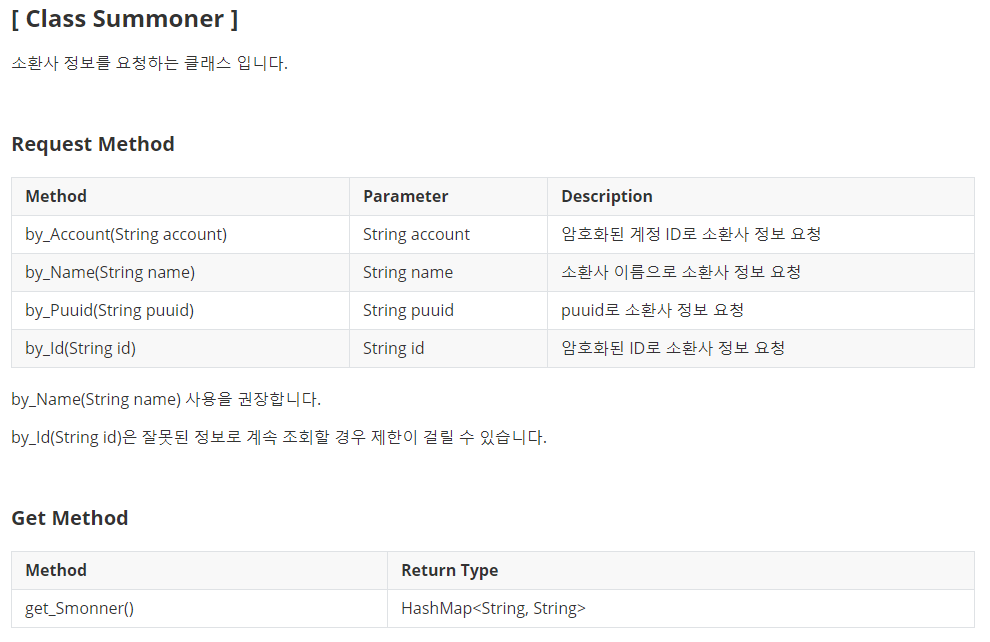 [ Class Summoner ]
소환사 정보를 요청하는 클래스 입니다.
Request Method
Method Parameter Description
by_Account(String account) String account 암호화된 계정 ID로 소환사 정보 요청
by_Name(String name) String name 소환사 이름으로 소환사 정보 요청
by_Puuid(String puuid) String puuid puuid로 소환사 정보 요청
by_Id(String id) String id 암호화된 ID로 소환사 정보 요청
by_Name(String name) 사용을 권장합니다.
by_Id(String id)은 잘못된 정보로 계속 조회할 경우 제한이 걸릴 수 있습니다.
Get Method
Method Return Type
get_Smonner() HashMap<String, String>